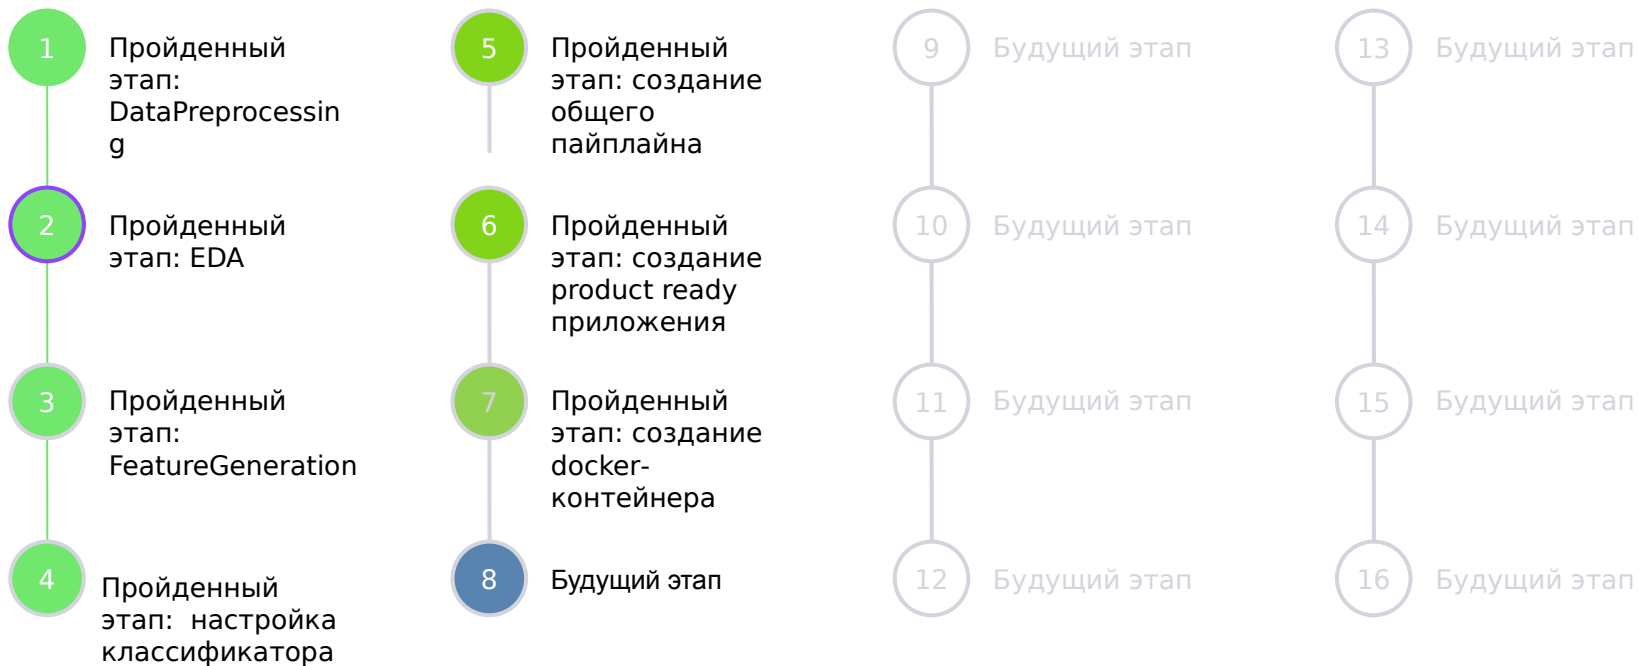 1
Пройденный
этап:
DataPreprocessin
g
2
Пройденный
этап: EDA
3
Пройденный
этап:
FeatureGeneration
4
Пройденный
этап:  настройка
классификатора
5
Пройденный
этап: создание
общего
пайплайна
6
Пройденный
этап: создание
product ready
приложения
7
Пройденный
этап: создание
docker-
контейнера
8
Будущий этап
9
Будущий этап
10
Будущий этап
11
Будущий этап
12
Будущий этап
13
Будущий этап
14
Будущий этап
15
Будущий этап
16
Будущий этап